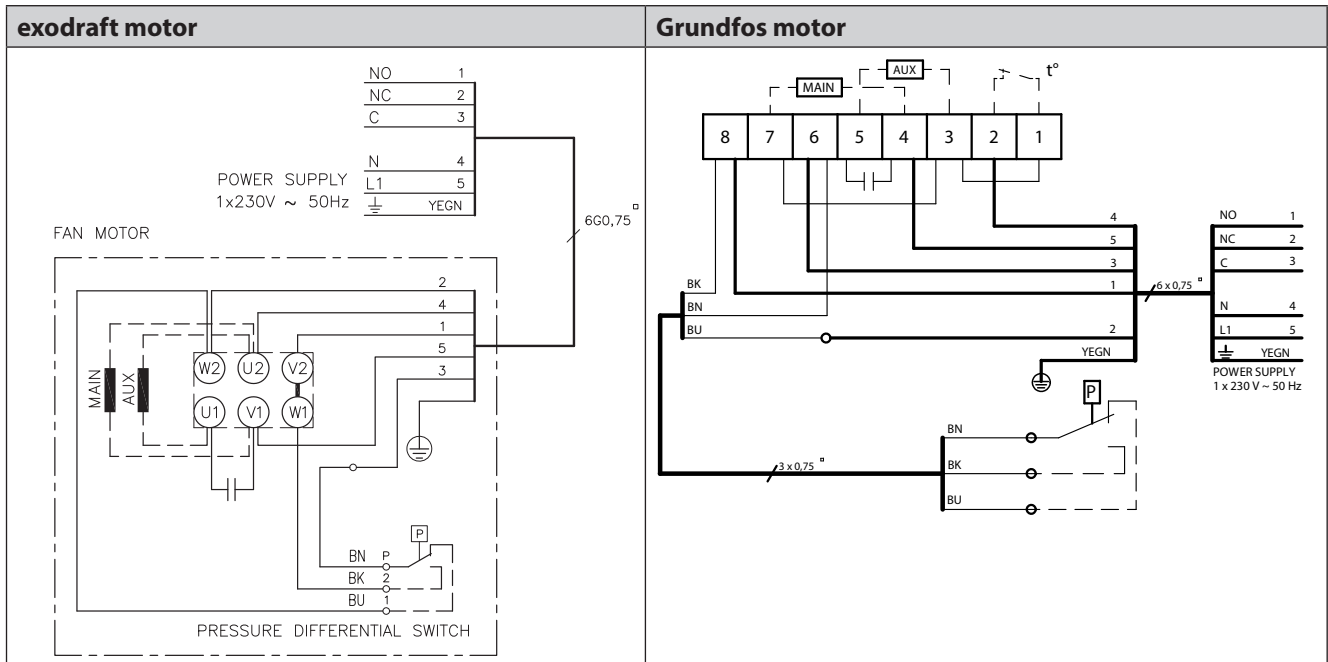 exodraft motor
NO 1
NC 2
C 3
N 4
POWER SUPPLY L1 5
1x230V ~ 50Hz YEGN
6G0,75 ▫
FAN MOTOR
2
4
1
5
3
MAIN
AUX
W2 U2 V2
U1 V1 W1
P
BN P
BK 2
BU 1
PRESSURE DIFFERENTIAL SWITCH
Grundfos motor
AUX t°
MAIN
8 7 6 5 4 3 2 1
4 NO 1
5 NC 2
3 C 3
BK 1 6 x 0,75 ▫
BN N 4
BU 2 L1 5
YEGN YEGN
POWER SUPPLY
1 x 230 V ~ 50 Hz
P
BN
3 x 0,75 ▫ BK
BU